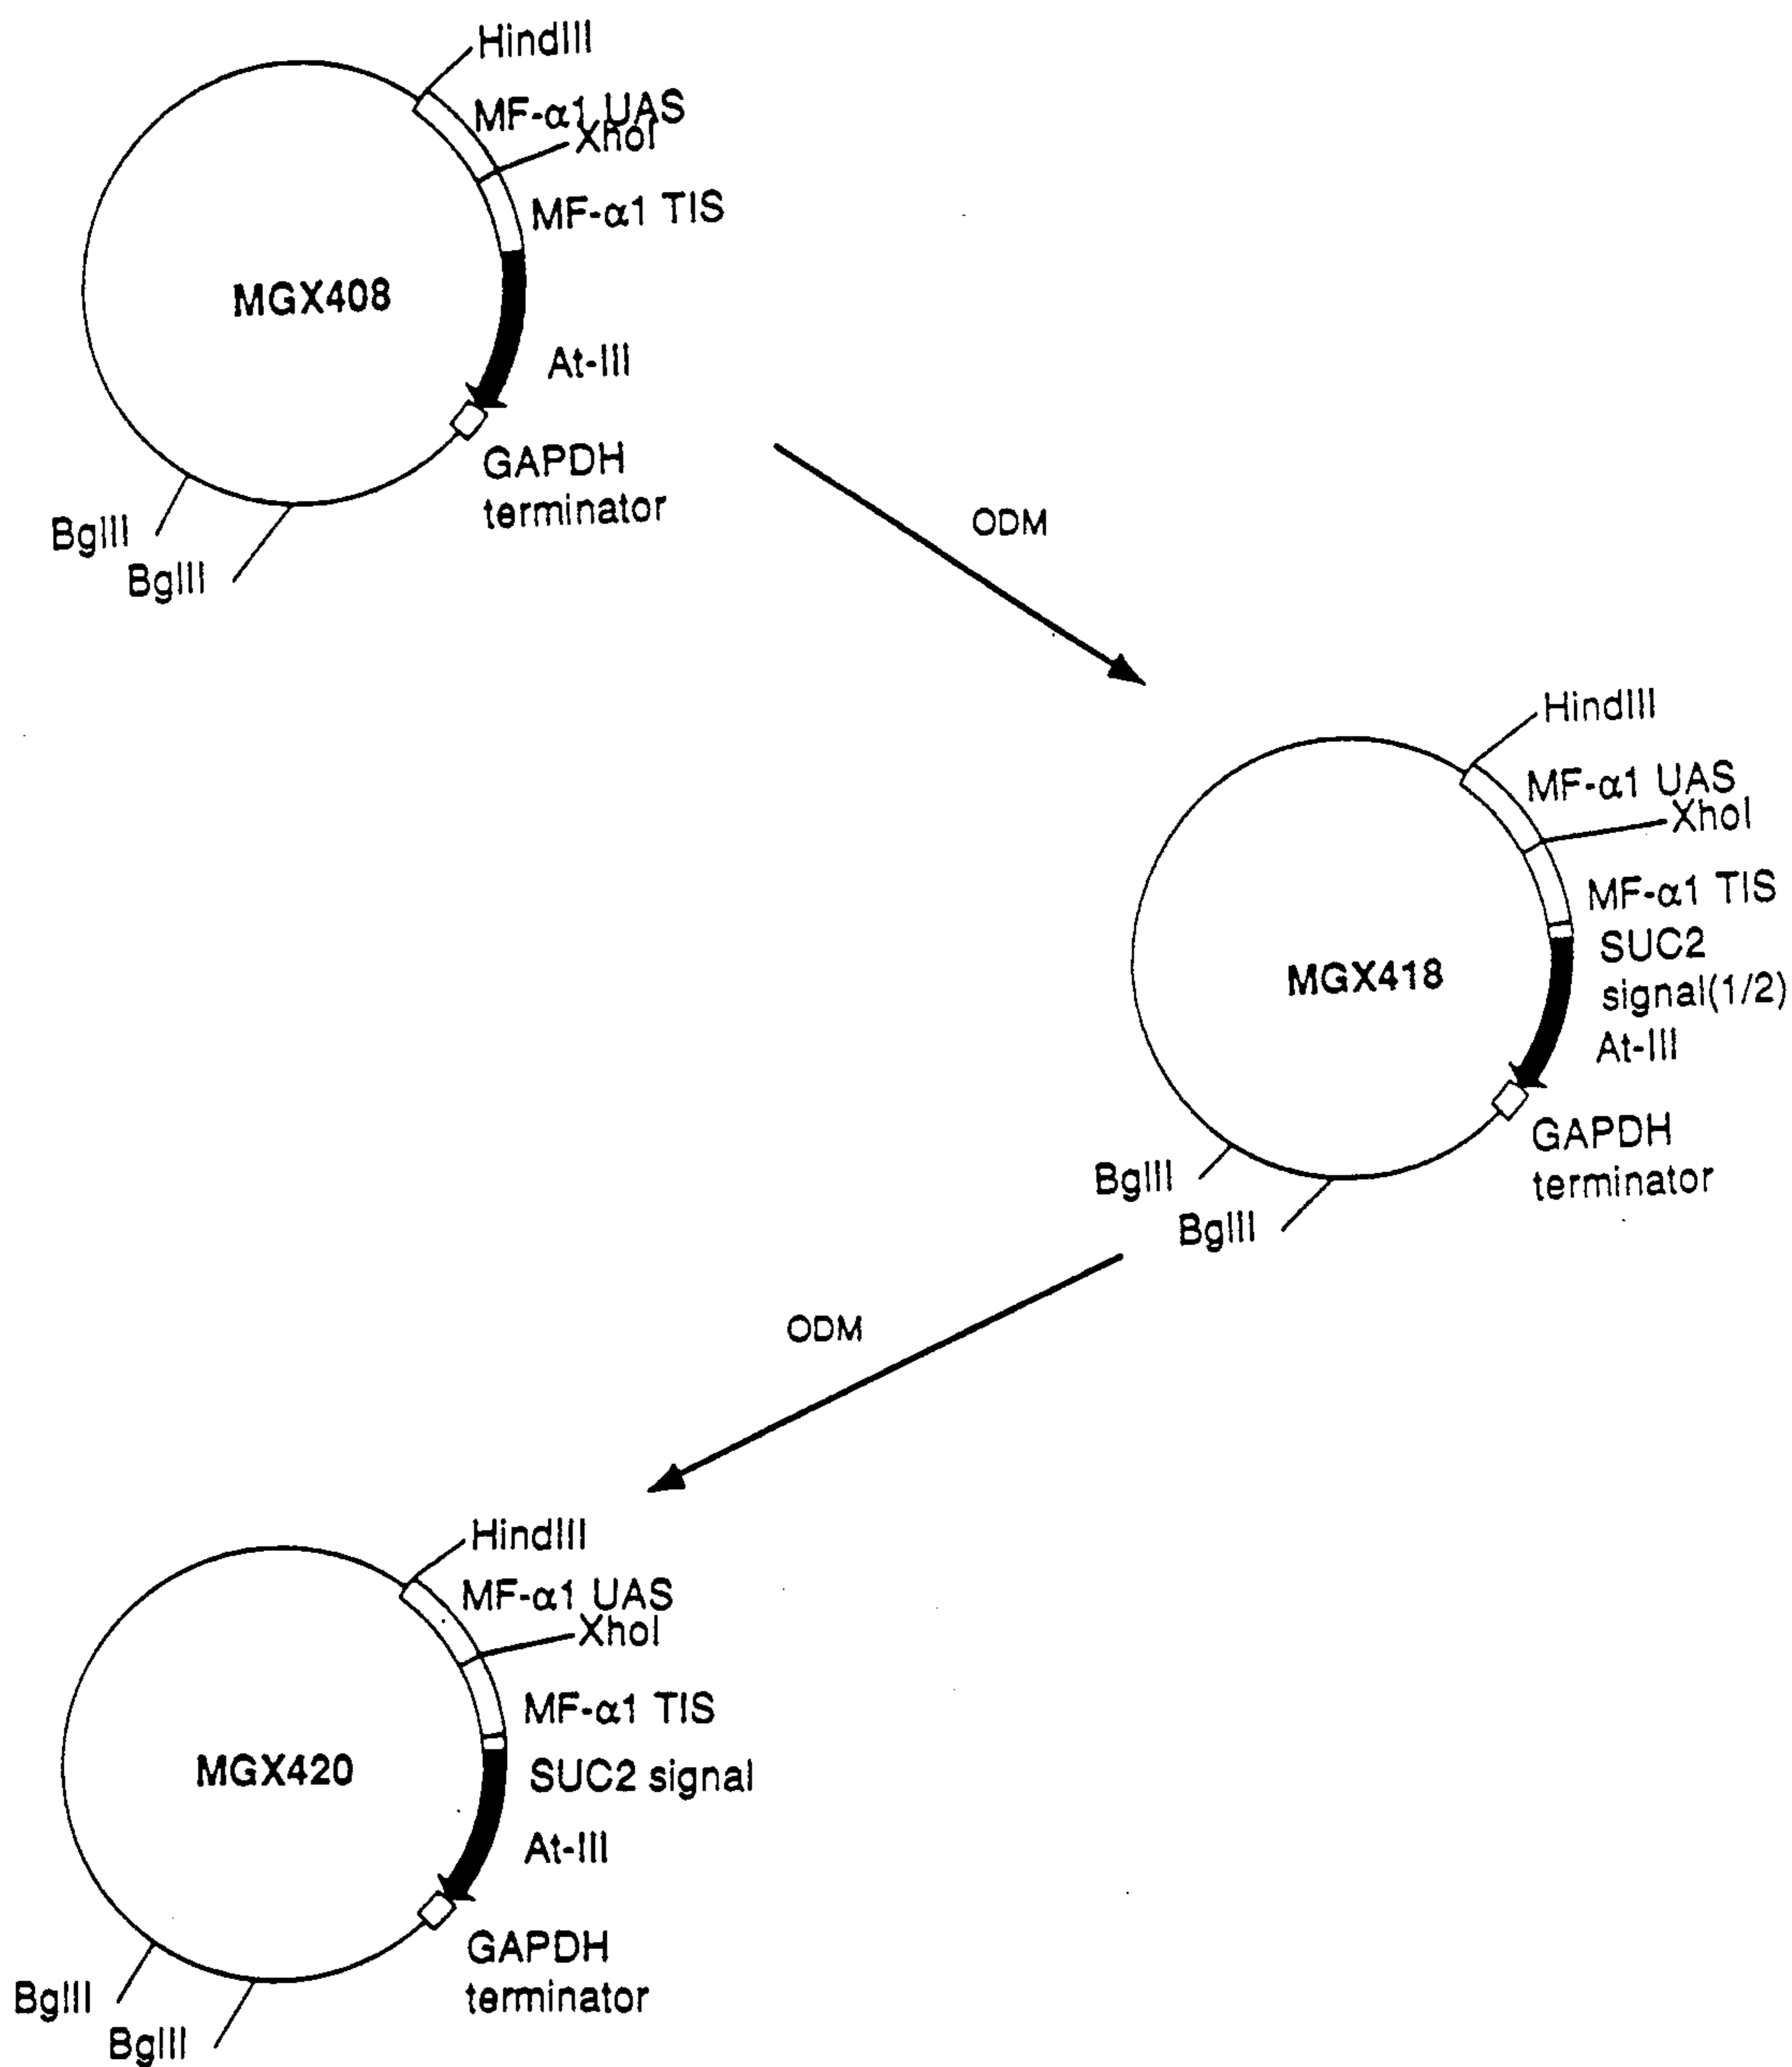 HindIII
MF-α1 UAS
XhoI
MF-α1 TIS
MGX408
At-III
GAPDH
terminator
BglII
BglII
ODM
HindIII
MF-α1 UAS
XhoI
MF-α1 TIS
SUC2
signal(1/2)
MGX418
At-III
GAPDH
terminator
BglII
BglII
ODM
HindIII
MF-α1 UAS
XhoI
MF-α1 TIS
MGX420
SUC2 signal
At-III
GAPDH
terminator
BglII
BglII